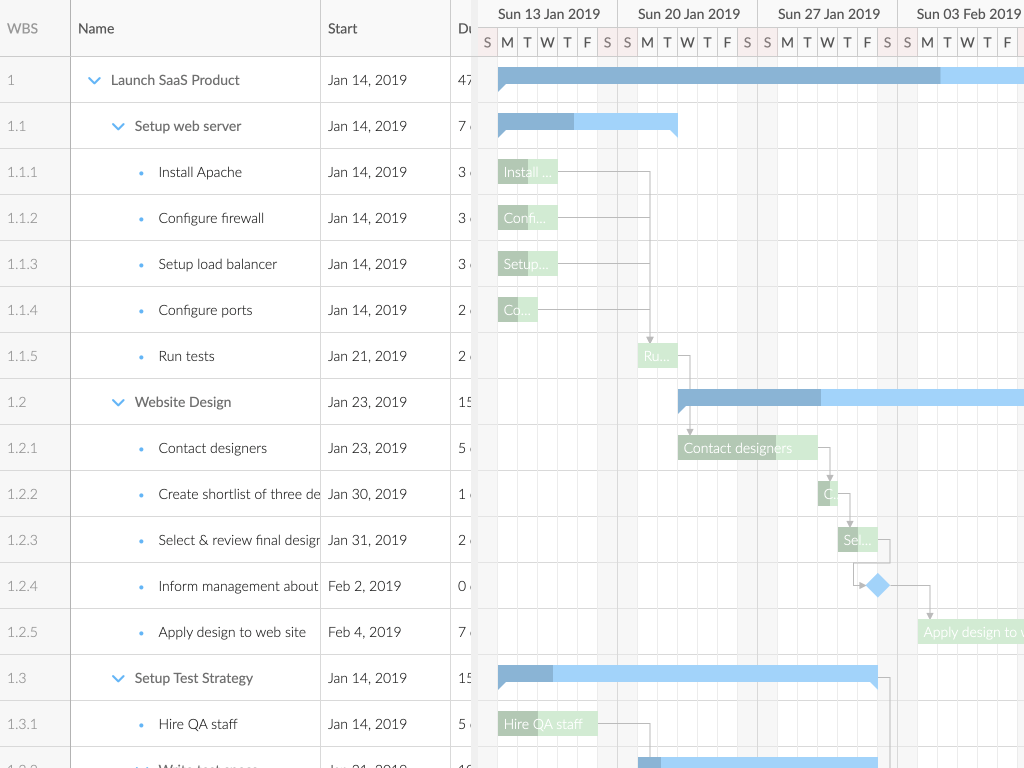 WBS Name Start Du Sun 13 Jan 2019 Sun 20 Jan 2019 Sun 27 Jan 2019 Sun 03 Feb 2019
S M T W T F S S M T W T F S S M T W T F S S M T W T F
1 Launch SaaS Product Jan 14, 2019 47
1.1 Setup web server Jan 14, 2019 7
1.1.1 Install Apache Jan 14, 2019 3 Install ...
1.1.2 Configure firewall Jan 14, 2019 3 Confi...
1.1.3 Setup load balancer Jan 14, 2019 3 Setup...
1.1.4 Configure ports Jan 14, 2019 2 Co...
1.1.5 Run tests Jan 21, 2019 2 Ru...
1.2 Website Design Jan 23, 2019 15
1.2.1 Contact designers Jan 23, 2019 5 Contact designers
1.2.2 Create shortlist of three de Jan 30, 2019 1 C
1.2.3 Select & review final desigr Jan 31, 2019 2 Sel...
1.2.4 Inform management about Feb 2, 2019 0
1.2.5 Apply design to web site Feb 4, 2019 7 Apply design to
1.3 Setup Test Strategy Jan 14, 2019 15
1.3.1 Hire QA staff Jan 14, 2019 5 Hire QA staff